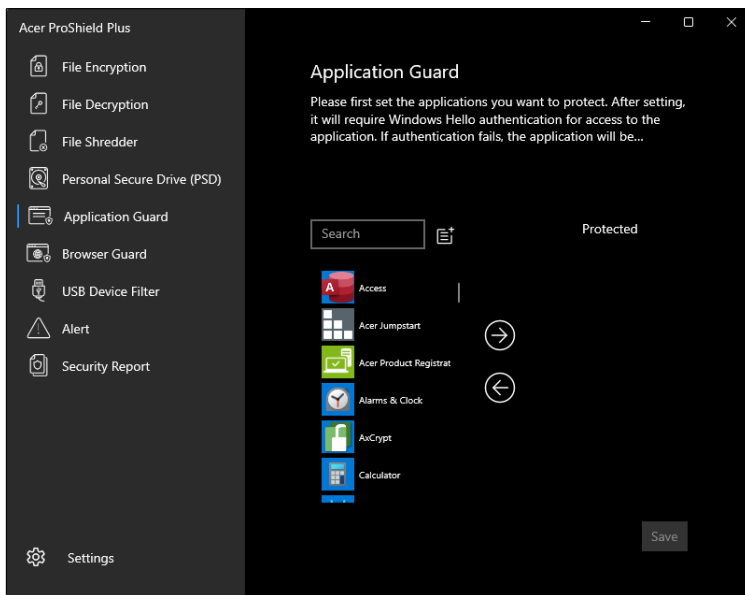 Acer ProShield Plus
File Encryption
File Decryption
File Shredder
Personal Secure Drive (PSD)
Application Guard
Browser Guard
USB Device Filter
Alert
Security Report
Settings
Application Guard
Please first set the applications you want to protect. After setting,
it will require Windows Hello authentication for access to the
application. If authentication fails, the application will be...
Search
Protected
A
Access
Acer Jumpstart
Acer Product Registrat
Alarms & Clock
AxCrypt
Calculator
Save